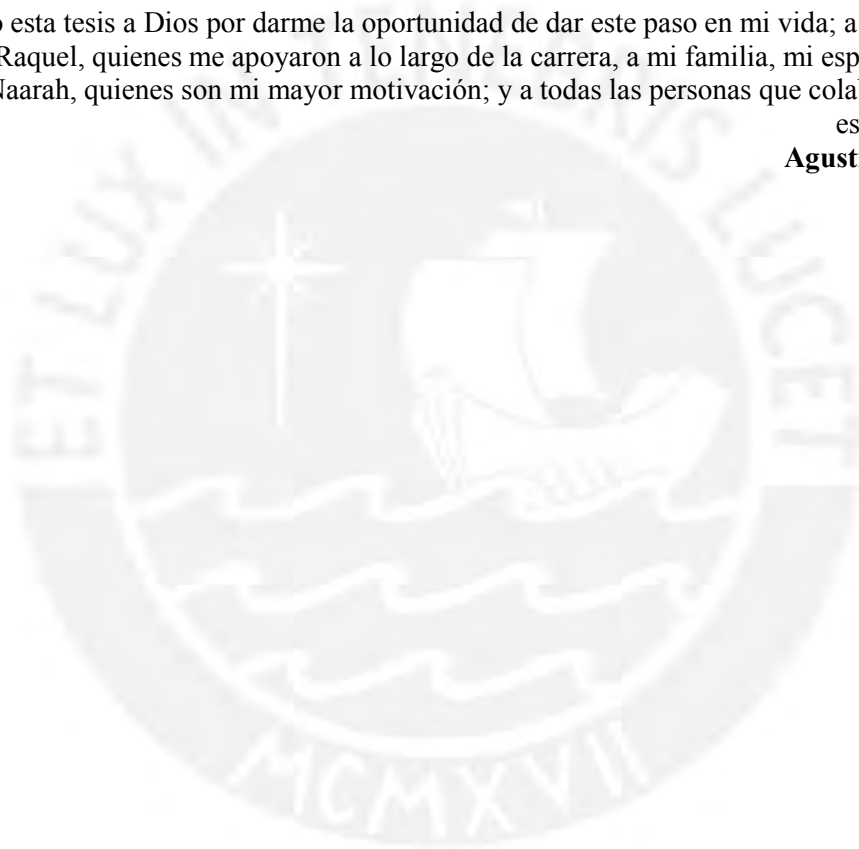 esta tesis a Dios por darme la oportunidad de dar este paso en mi vida; a
Raquel, quienes me apoyaron a lo largo de la carrera, a mi familia, mi esp
Naarah, quienes son mi mayor motivación; y a todas las personas que cola
es
Agusti
ET LUX IN TENEBRIS LUCET
MCMXVII